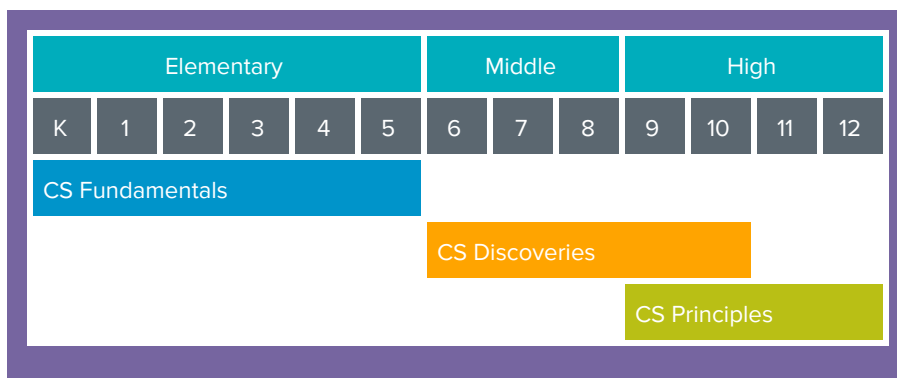 Elementary Middle High
K 1 2 3 4 5 6 7 8 9 10 11 12
CS Fundamentals
CS Discoveries
CS Principles